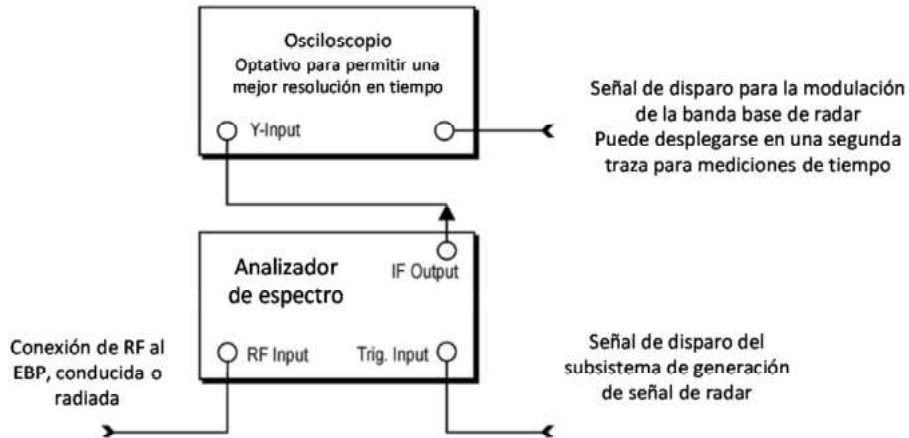 Osciloscopio
Optativo para permitir una
mejor resolución en tiempo
Y-Input
Señal de disparo para la modulación
de la banda base de radar
Puede desplegarse en una segunda
traza para mediciones de tiempo
Analizador
de espectro
IF Output
RF Input
Trig. Input
Conexión de RF al
EBP, conducida o
radiada
Señal de disparo del
subsistema de generación
de señal de radar